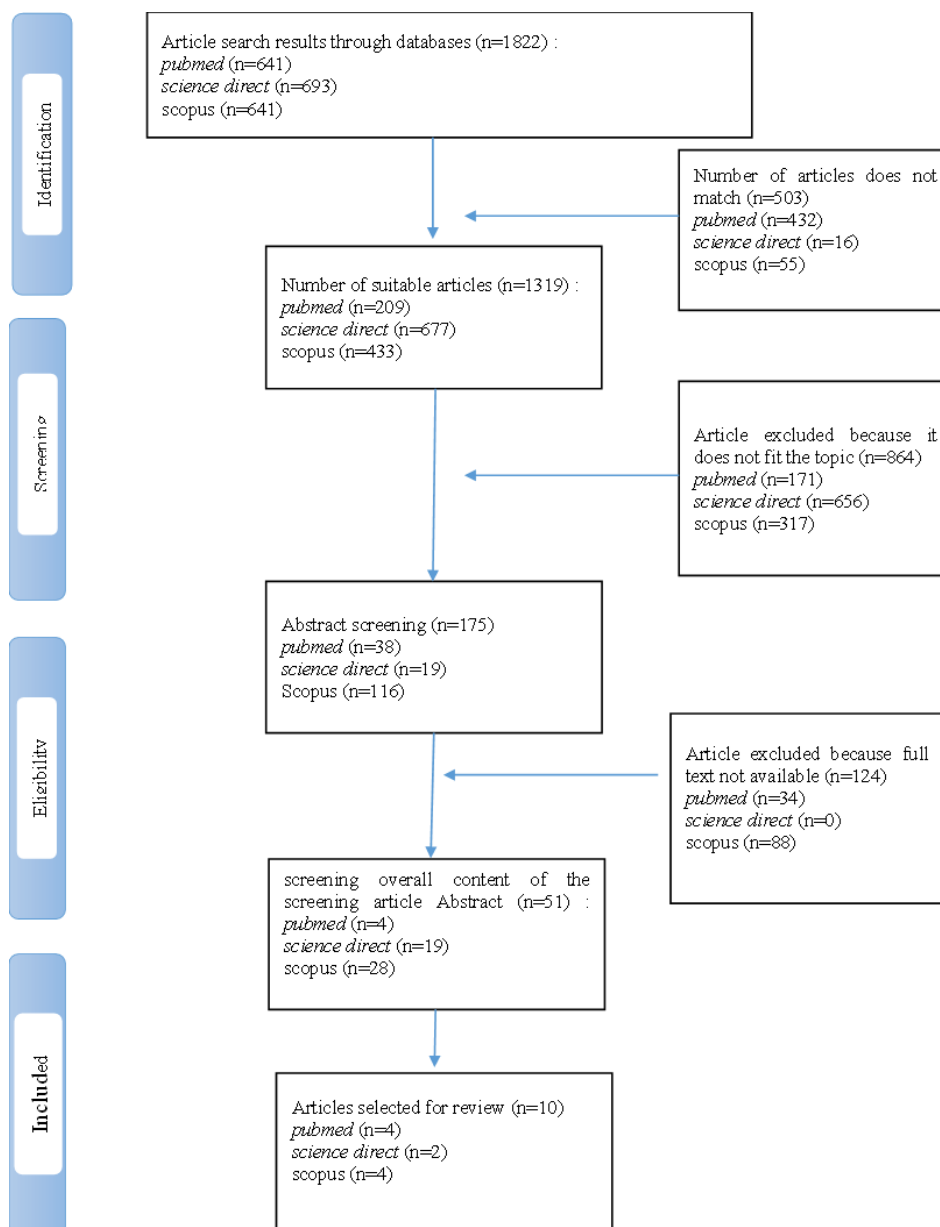 Article search results through databases (n=1822) :
pubmed (n=641)
science direct (n=693)
scopus (n=641)
Identification
Number of articles does not
match (n=503)
pubmed (n=432)
science direct (n=16)
scopus (n=55)
Number of suitable articles (n=1319) :
pubmed (n=209)
science direct (n=677)
scopus (n=433)
Screening
Article excluded because it
does not fit the topic (n=864)
pubmed (n=171)
science direct (n=656)
scopus (n=317)
Abstract screening (n=175)
pubmed (n=38)
science direct (n=19)
Scopus (n=116)
Eligibility
Article excluded because full
text not available (n=124)
pubmed (n=34)
science direct (n=0)
scopus (n=88)
screening overall content of the
screening article Abstract (n=51) :
pubmed (n=4)
science direct (n=19)
scopus (n=28)
Included
Articles selected for review (n=10)
pubmed (n=4)
science direct (n=2)
scopus (n=4)